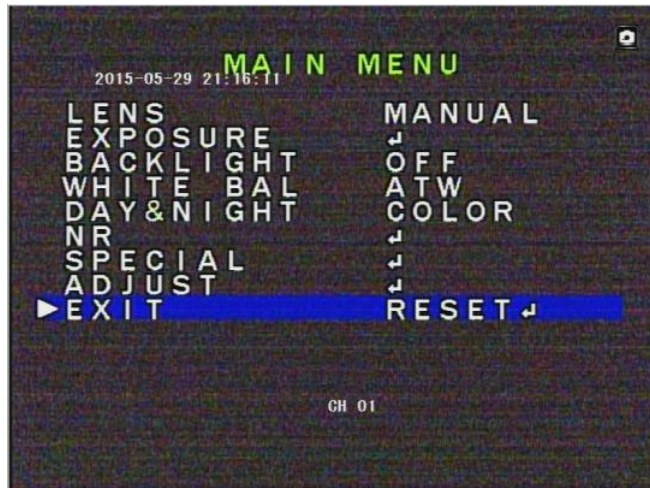 MAIN MENU
2015-05-29 21:16:11
LENS MANUAL
EXPOSURE ↲
BACKLIGHT OFF
WHITE BAL ATW
DAY&NIGHT COLOR
NR ↲
SPECIAL ↲
ADJUST ↲
►EXIT RESET↲
CH 01